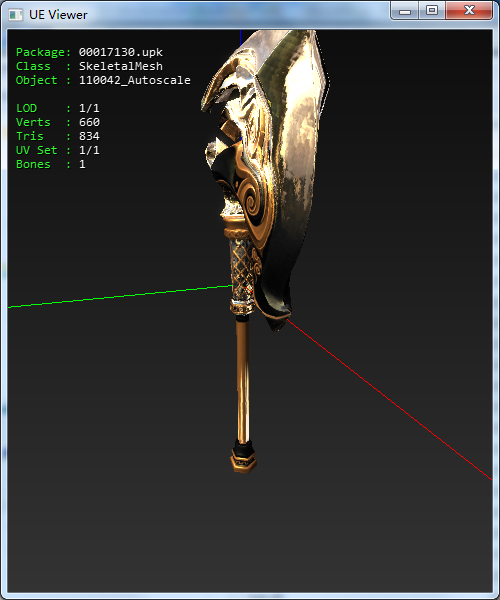 UE Viewer
Package: 00017130.upk
Class  : SkeletalMesh
Object : 110042_Autoscale
LOD    : 1/1
Verts  : 660
Tris   : 834
UV Set : 1/1
Bones  : 1